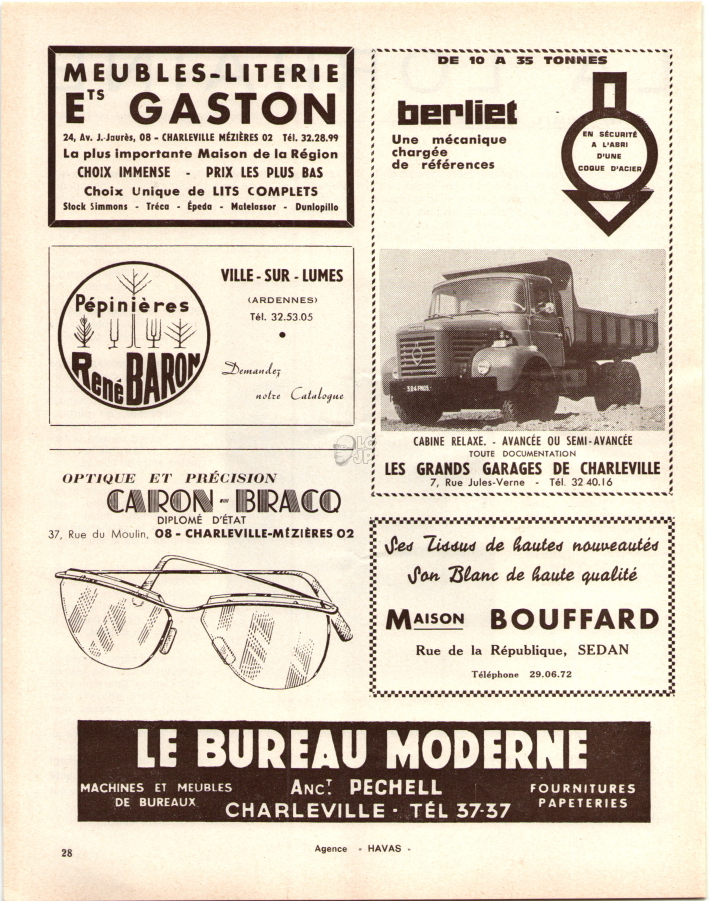 MEUBLES-LITERIE
ETS GASTON
24, Av. J.-Jaurès, 08 - CHARLEVILLE MÉZIÈRES 02 Tél. 32.28.99
La plus importante Maison de la Région
CHOIX IMMENSE - PRIX LES PLUS BAS
Choix Unique de LITS COMPLETS
Stock Simmons - Tréca - Épeda - Matelassor - Dunlopillo
Pépinières
René BARON
VILLE-SUR-LUMES
(ARDENNES)
Tél. 32.53.05
Demandez
notre Catalogue
OPTIQUE ET PRÉCISION
CARON-BRACQ
DIPLOMÉ D'ÉTAT
37, Rue du Moulin, 08 - CHARLEVILLE-MÉZIÈRES 02
DE 10 A 35 TONNES
berliet
Une mécanique
chargée
de références
EN SÉCURITÉ
A L'ABRI
D'UNE
COQUE D'ACIER
CABINE RELAXE. - AVANCÉE OU SEMI-AVANCÉE
TOUTE DOCUMENTATION
LES GRANDS GARAGES DE CHARLEVILLE
7, Rue Jules-Verne - Tél. 32 40.16
Ses Tissus de hautes nouveautés
Son Blanc de haute qualité
MAISON BOUFFARD
Rue de la République, SEDAN
Téléphone 29.06.72
LE BUREAU MODERNE
MACHINES ET MEUBLES
DE BUREAUX
ANCT. PECHELL
CHARLEVILLE · TÉL 37-37
FOURNITURES
PAPETERIES
28
Agence - HAVAS -